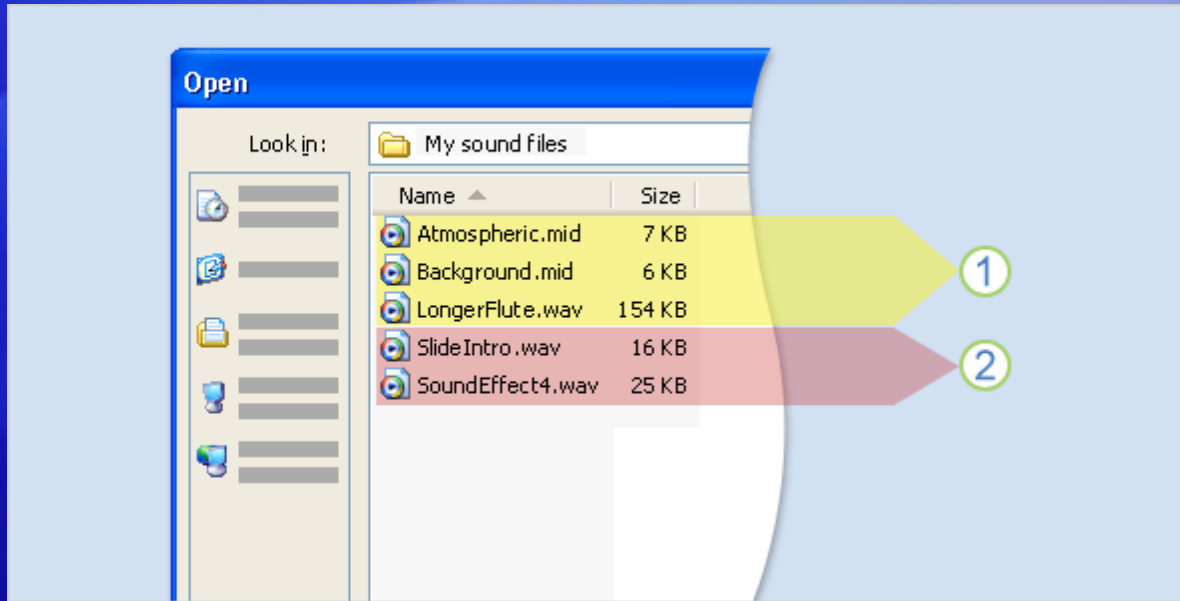 Open
Look in: My sound files
Name Size
Atmospheric.mid 7 KB
Background.mid 6 KB
LongerFlute.wav 154 KB
SlideIntro.wav 16 KB
SoundEffect4.wav 25 KB
1
2